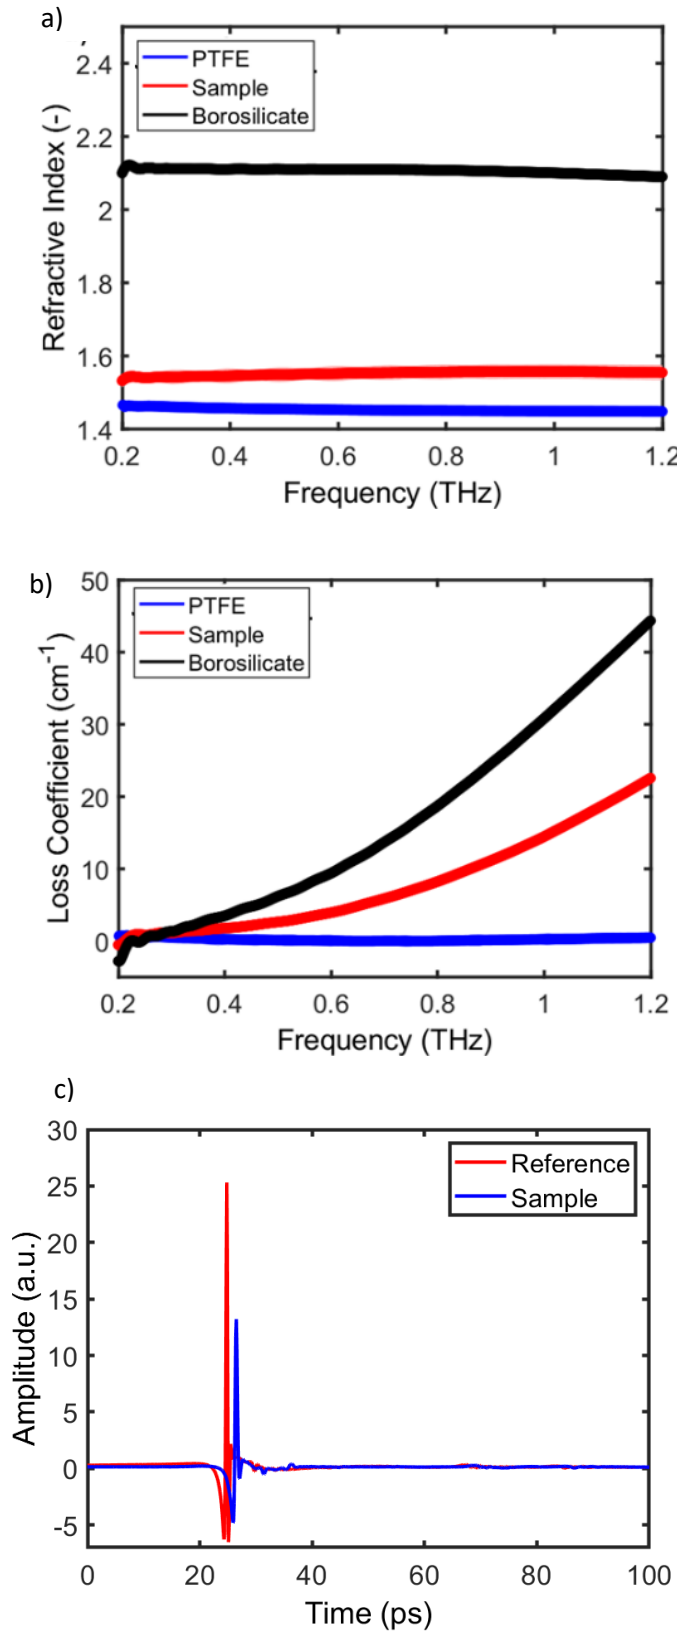 a)
2.4
2.2
2
1.8
1.6
1.4
PTFE
Sample
Borosilicate
Refractive Index (-)
0.2 0.4 0.6 0.8 1 1.2
Frequency (THz)
b)
50
40
30
20
10
0
PTFE
Sample
Borosilicate
Loss Coefficient (cm⁻¹)
0.2 0.4 0.6 0.8 1 1.2
Frequency (THz)
c)
30
25
20
15
10
5
0
-5
Reference
Sample
Amplitude (a.u.)
0 20 40 60 80 100
Time (ps)